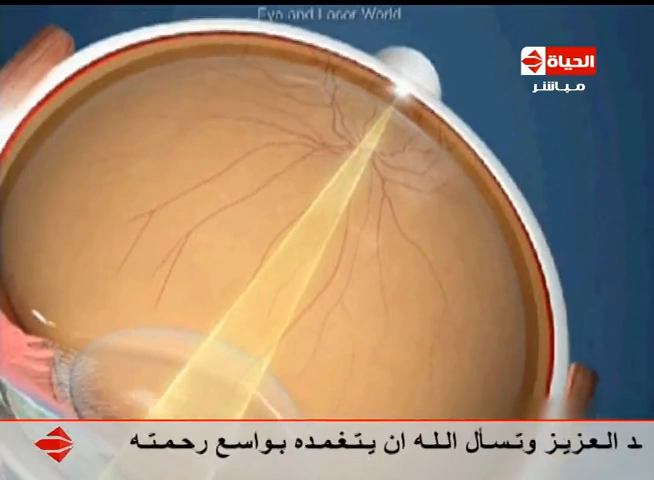 Eye and Laser World
الحياة
مباشر
د العزيز وتسأل الله ان يتغمده بواسع رحمته